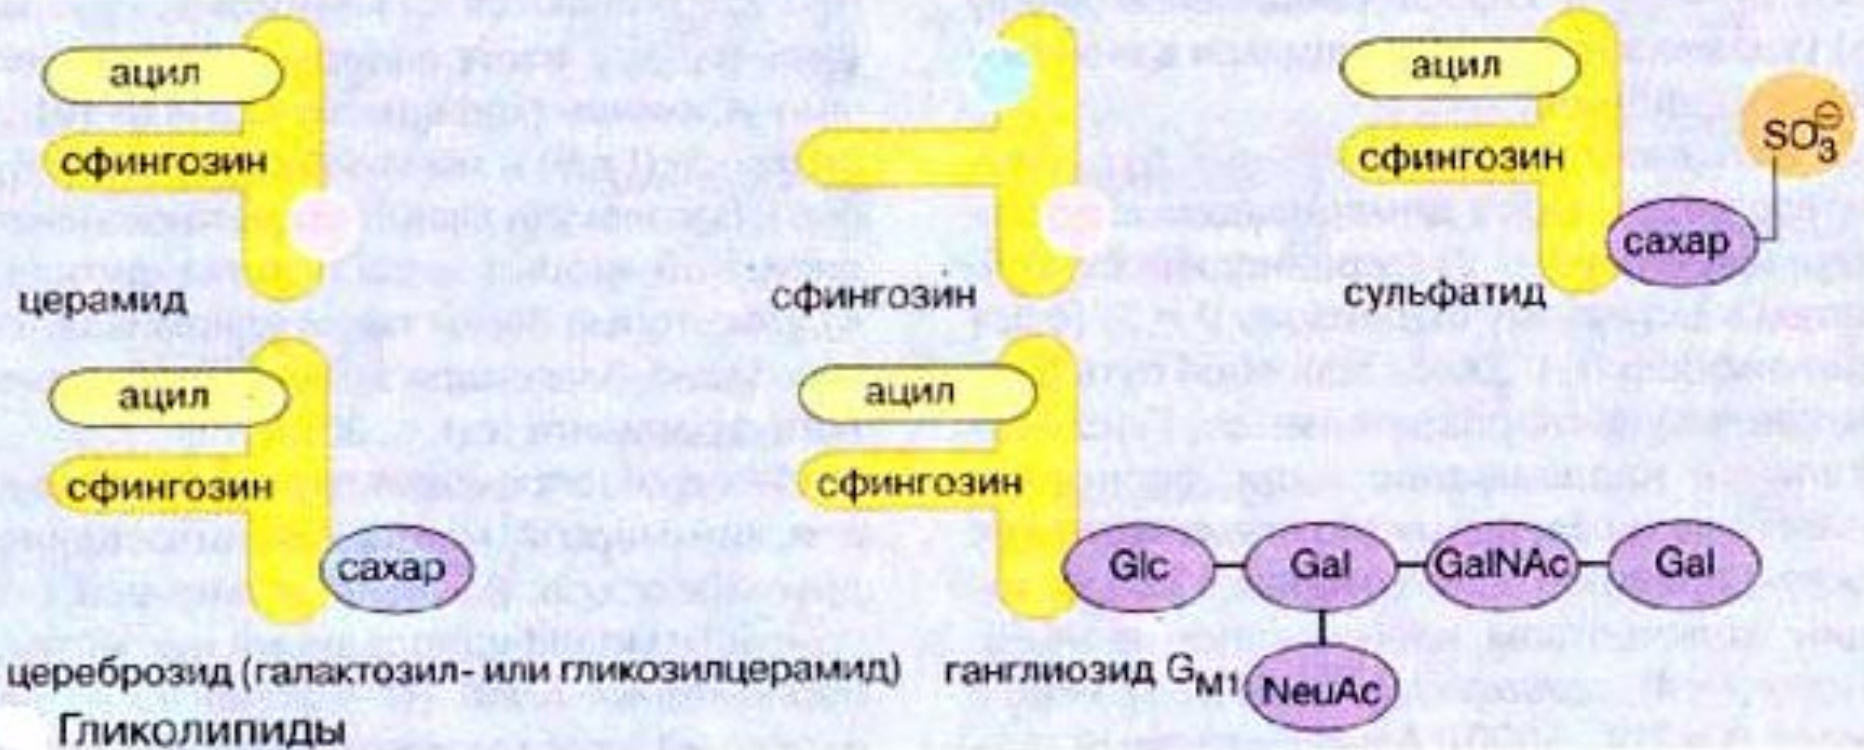 ацил
сфингозин
церамид
сфингозин
ацил
сфингозин
сахар
SO₃⊖
сульфатид
ацил
сфингозин
сахар
цереброзид (галактозил- или гликозилцерамид)
ацил
сфингозин
Glc Gal GalNAc Gal
NeuAc
ганглиозид GM1
Гликолипиды